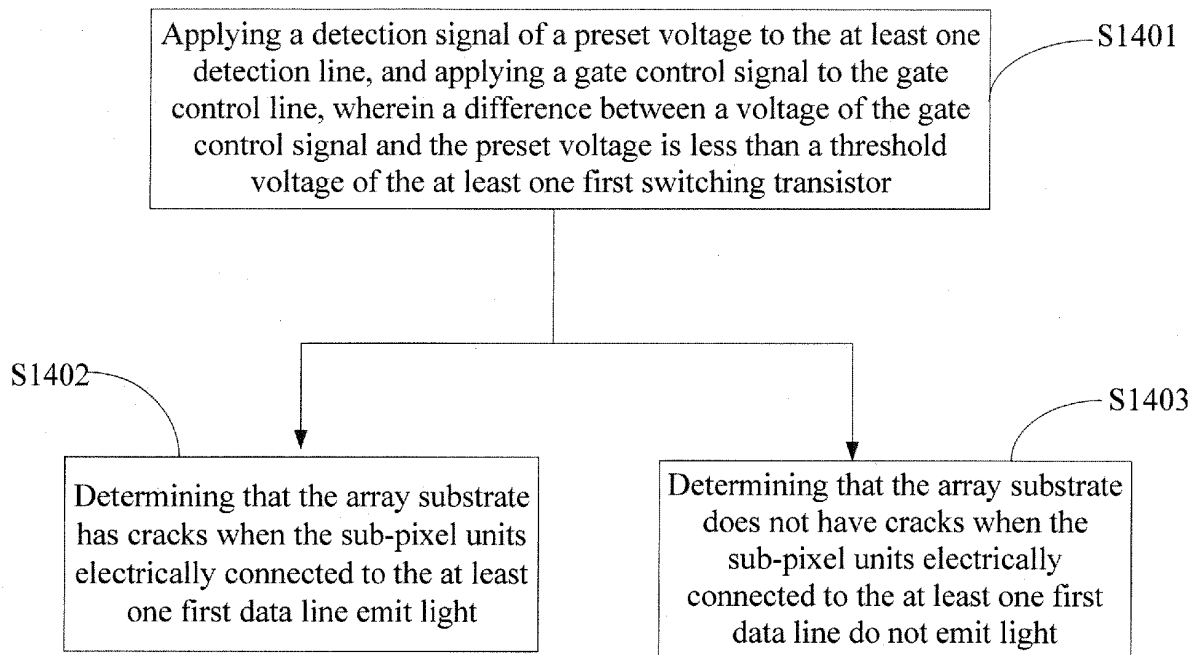 Applying a detection signal of a preset voltage to the at least one
detection line, and applying a gate control signal to the gate
control line, wherein a difference between a voltage of the gate
control signal and the preset voltage is less than a threshold
voltage of the at least one first switching transistor
S1401
S1402
Determining that the array substrate
has cracks when the sub-pixel units
electrically connected to the at least
one first data line emit light
S1403
Determining that the array substrate
does not have cracks when the
sub-pixel units electrically
connected to the at least one first
data line do not emit light